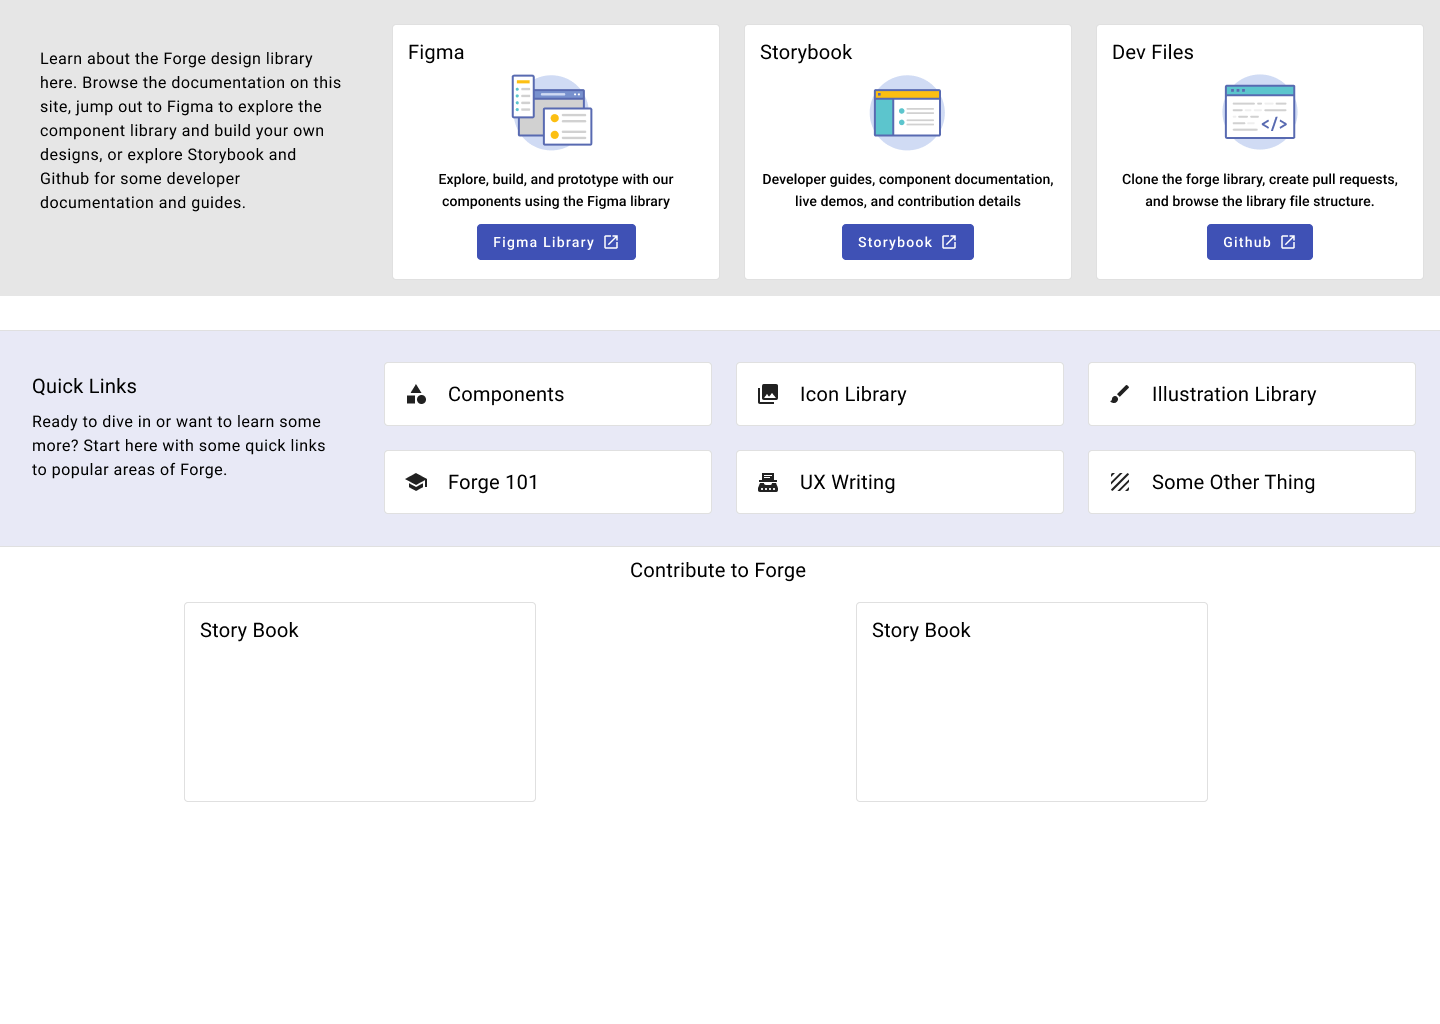 Learn about the Forge design library
here. Browse the documentation on this
site, jump out to Figma to explore the
component library and build your own
designs, or explore Storybook and
Github for some developer
documentation and guides.
Figma
Explore, build, and prototype with our
components using the Figma library
Figma Library
Storybook
Developer guides, component documentation,
live demos, and contribution details
Storybook
Dev Files
</>
Clone the forge library, create pull requests,
and browse the library file structure.
Github
Quick Links
Ready to dive in or want to learn some
more? Start here with some quick links
to popular areas of Forge.
Components
Icon Library
Illustration Library
Forge 101
UX Writing
Some Other Thing
Contribute to Forge
Story Book
Story Book